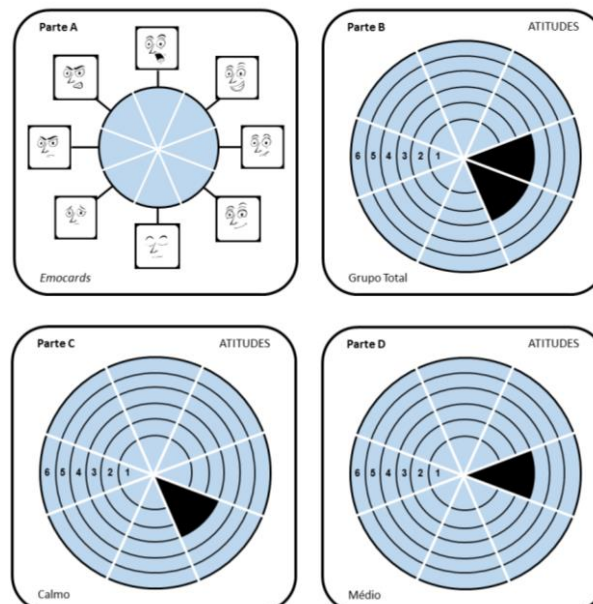 Parte A
Emocards
Parte B
ATITUDES
6 5 4 3 2 1
Grupo Total
Parte C
ATITUDES
6 5 4 3 2 1
Calmo
Parte D
ATITUDES
6 5 4 3 2 1
Médio